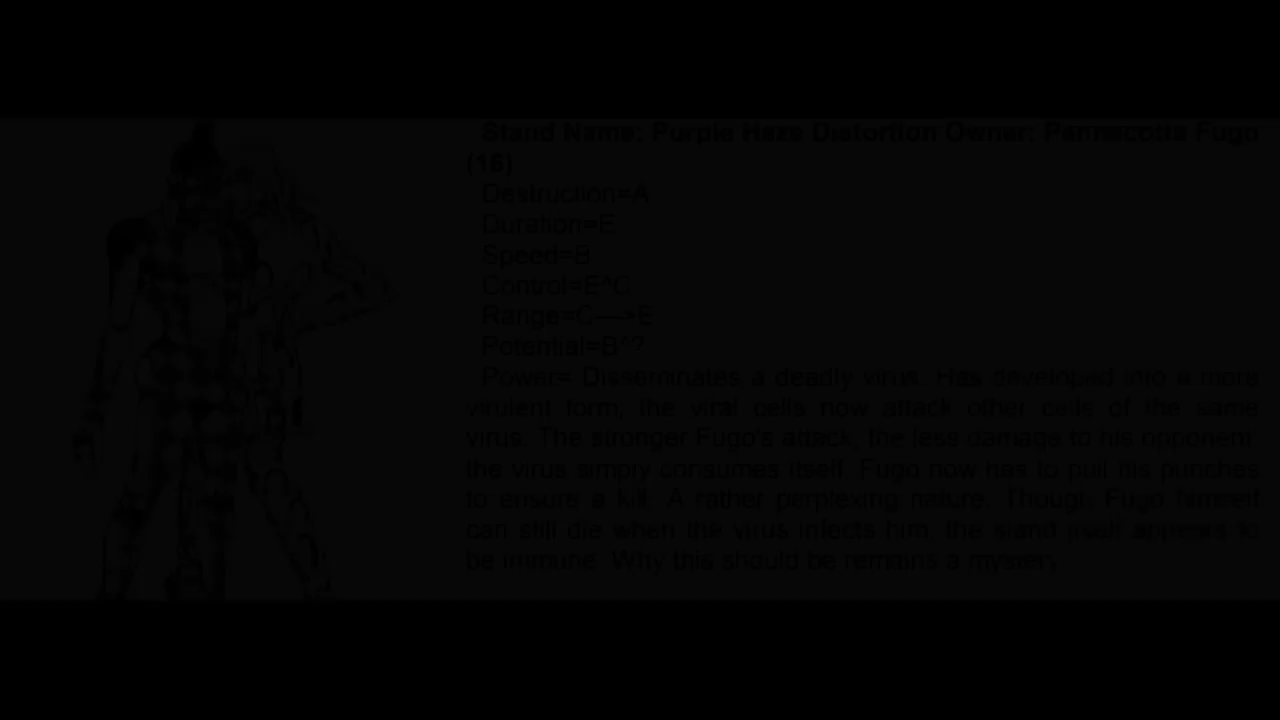 Stand Name: Purple Haze Distortion Owner: Pannacotta Fugo
(16)
Destruction=A
Duration=E
Speed=B
Control=E^C
Range=C—>E
Potential=B^?
Power= Disseminates a deadly virus. Has developed into a more
virulent form; the viral cells now attack other cells of the same
virus. The stronger Fugo's attack, the less damage to his opponent;
the virus simply consumes itself. Fugo now has to pull his punches
to ensure a kill. A rather perplexing nature. Though Fugo himself
can still die when the virus infects him, the stand itself appears to
be immune. Why this should be remains a mystery.